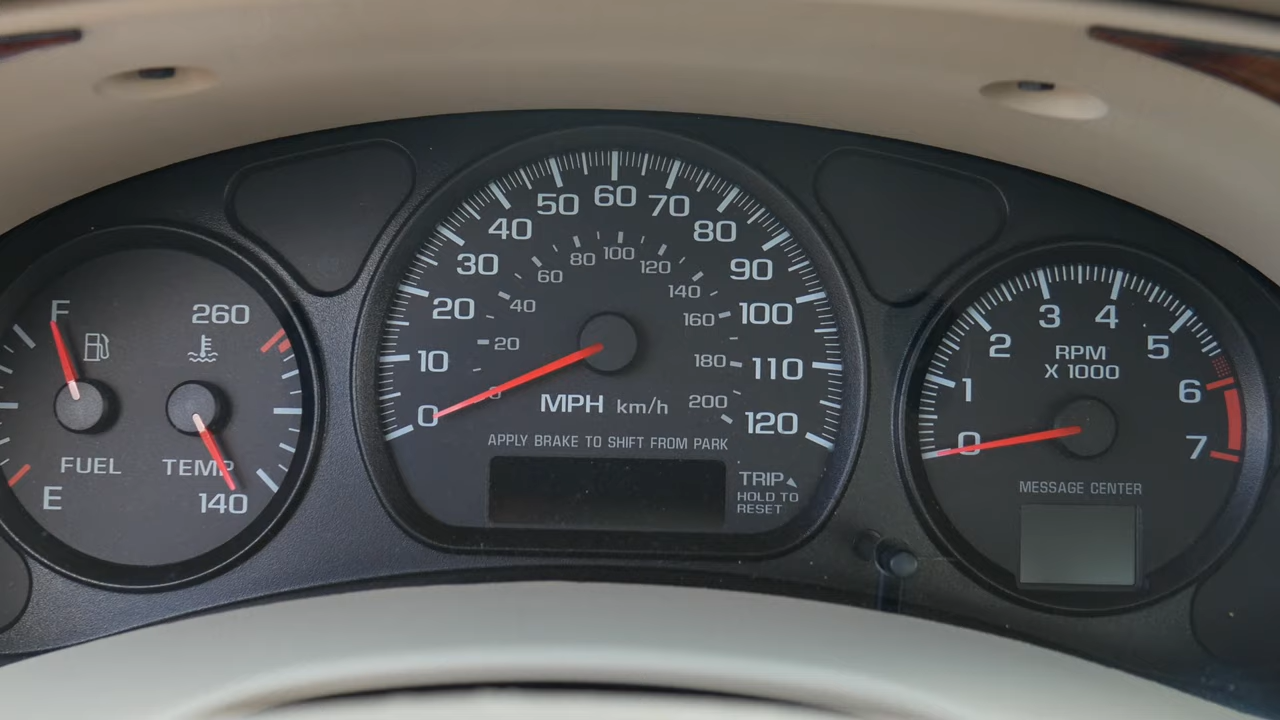 F
260
FUEL
TEMP
E
140
0
10
20
30
40
50
60
70
80
90
100
110
120
0
20
40
60
80
100
120
140
160
180
200
MPH km/h
APPLY BRAKE TO SHIFT FROM PARK
TRIP
HOLD TO
RESET
0
1
2
3
4
5
6
7
RPM
X 1000
MESSAGE CENTER